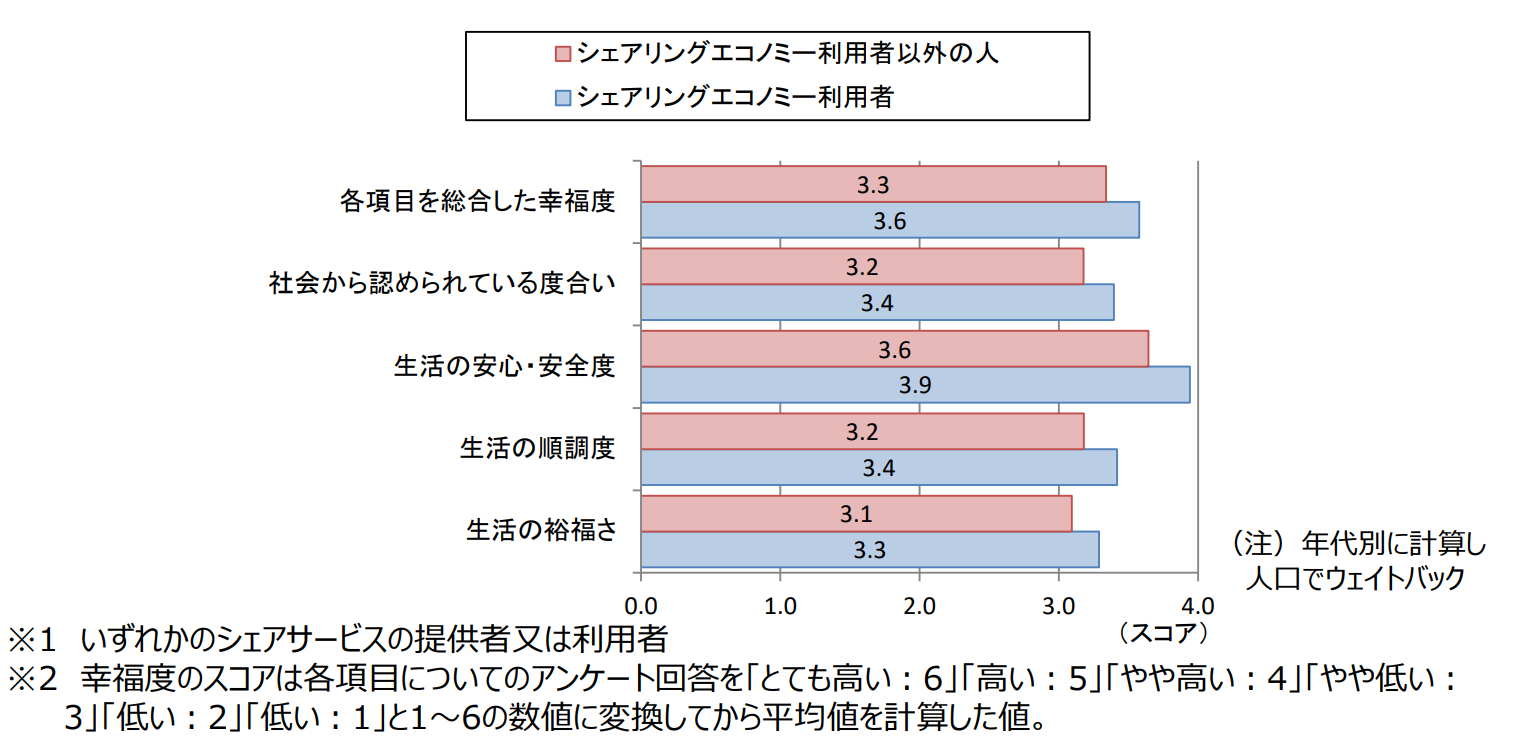 シェアリングエコノミー利用者以外の人
シェアリングエコノミー利用者
各項目を総合した幸福度
3.3
3.6
社会から認められている度合い
3.2
3.4
生活の安心・安全度
3.6
3.9
生活の順調度
3.2
3.4
生活の裕福さ
3.1
3.3
0.0 1.0 2.0 3.0 4.0
（スコア）
（注） 年代別に計算し
人口でウェイトバック
※1 いずれかのシェアサービスの提供者又は利用者
※2 幸福度のスコアは各項目についてのアンケート回答を「とても高い：6」「高い：5」「やや高い：4」「やや低い：
3」「低い：2」「低い：1」と1～6の数値に変換してから平均値を計算した値。